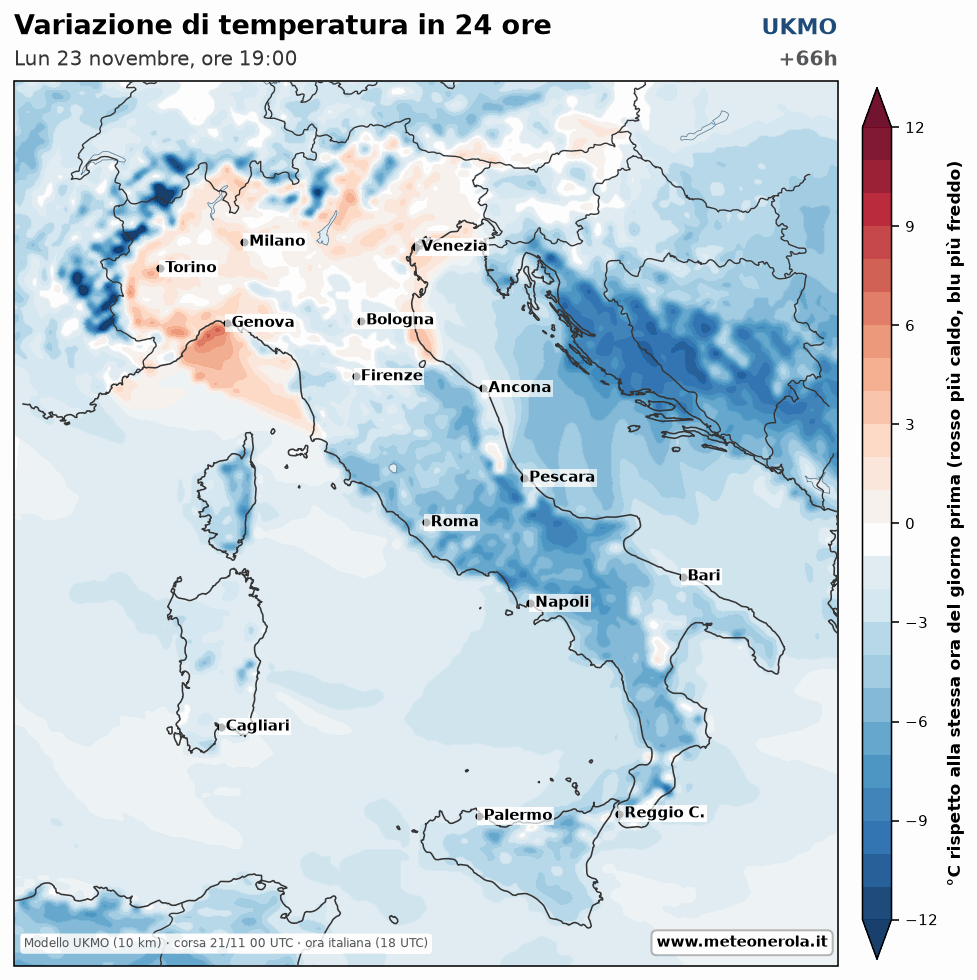 Variazione di temperatura in 24 ore
UKMO
Lun 23 novembre, ore 19:00
+66h
Milano
Venezia
Torino
Genova
Bologna
Firenze
Ancona
Pescara
Roma
Bari
Napoli
Cagliari
Palermo
Reggio C.
12
9
6
3
0
−3
−6
−9
−12
°C rispetto alla stessa ora del giorno prima (rosso più caldo, blu più freddo)
Modello UKMO (10 km) · corsa 21/11 00 UTC · ora italiana (18 UTC)
www.meteonerola.it